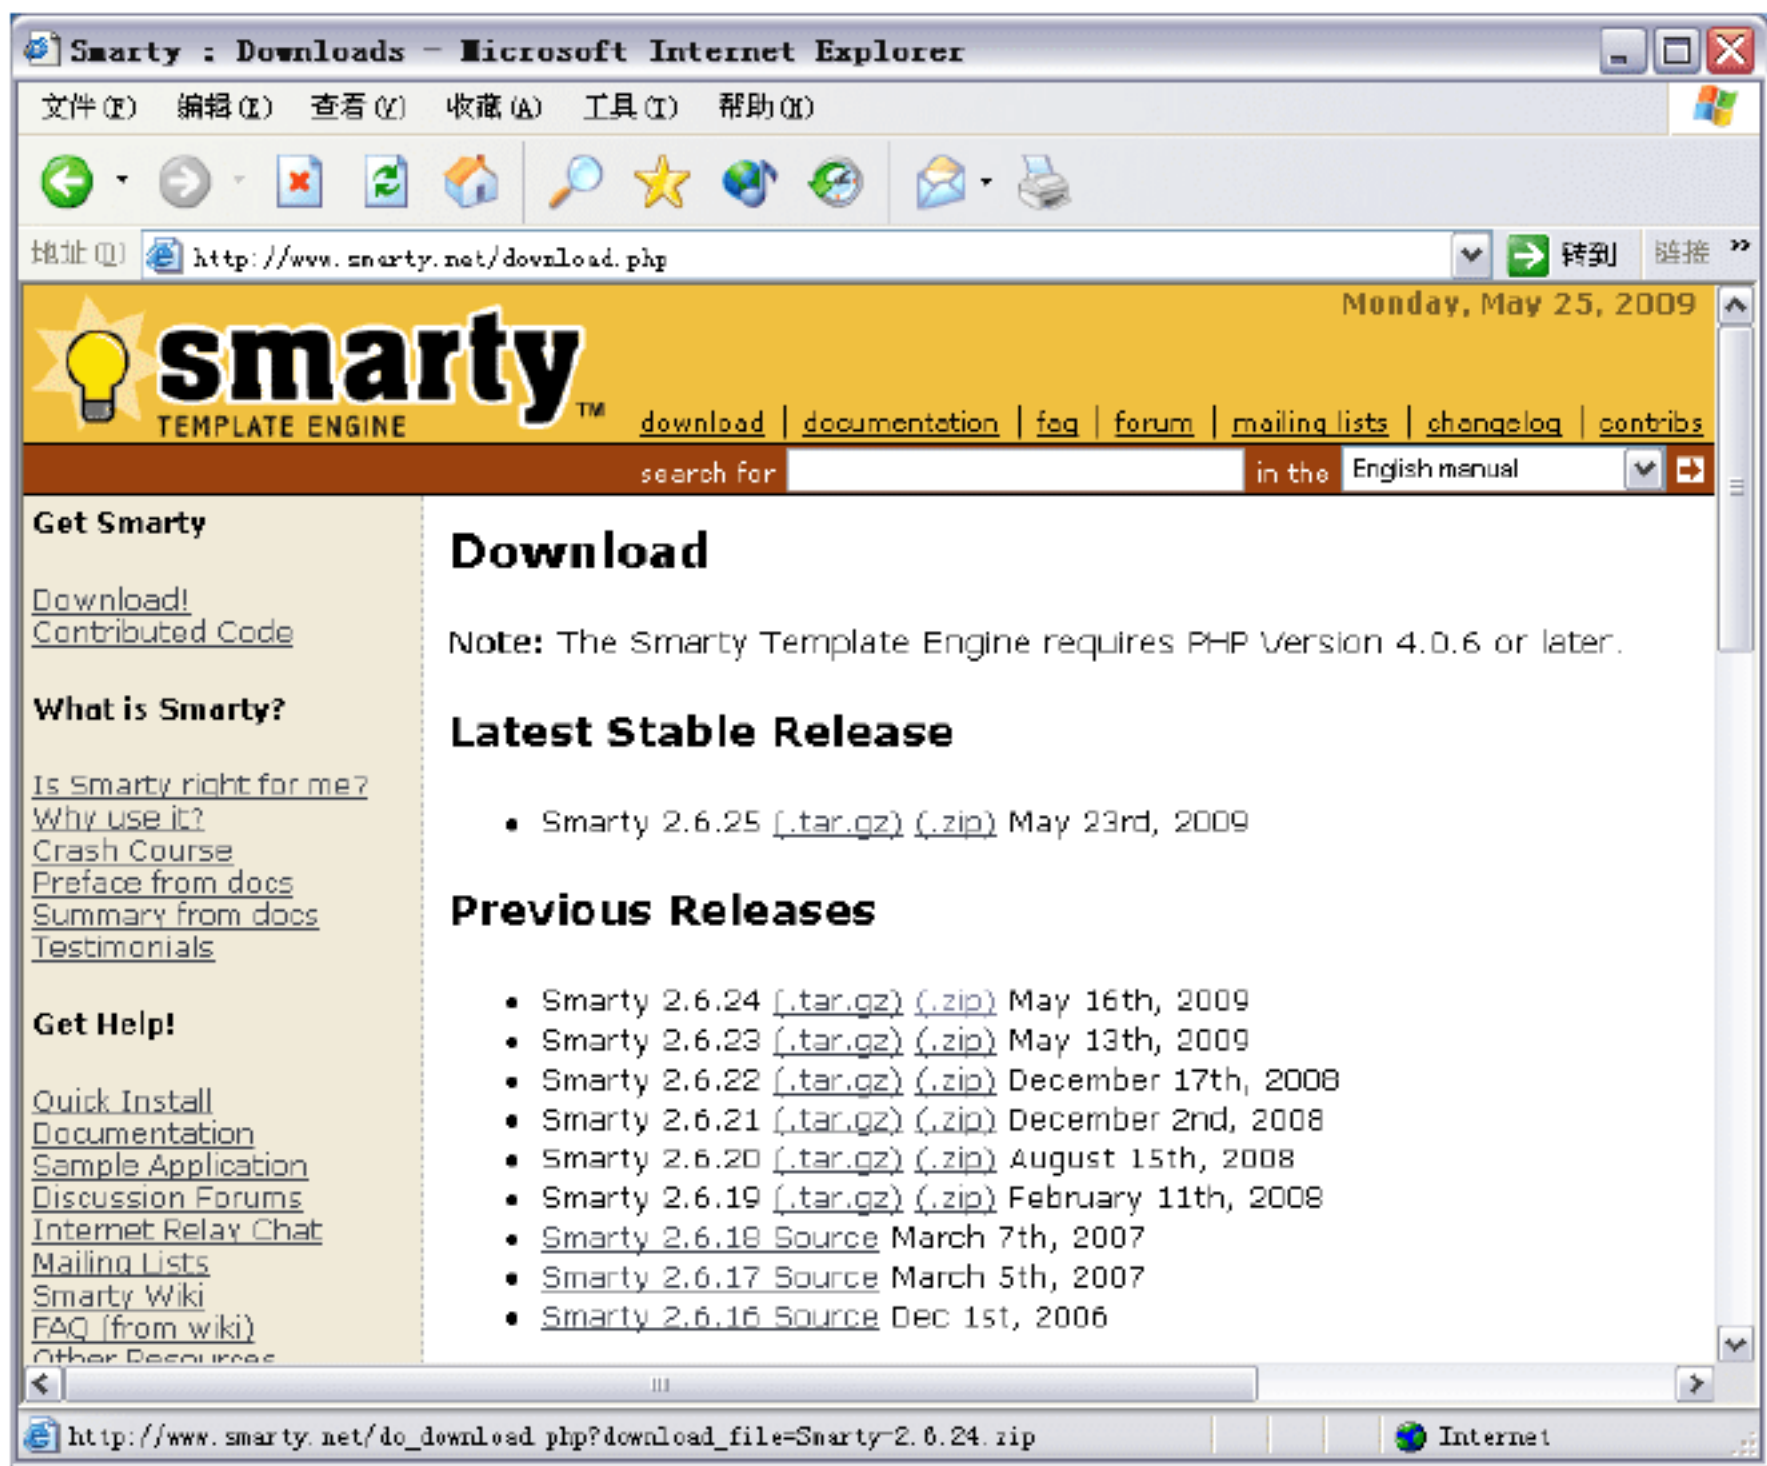 Smarty : Downloads - Microsoft Internet Explorer
文件(F) 编辑(E) 查看(V) 收藏(A) 工具(T) 帮助(H)
地址(D) http://www.smarty.net/download.php 转到 链接 »
Monday, May 25, 2009
smarty™
TEMPLATE ENGINE
download | documentation | faq | forum | mailing lists | changelog | contribs
search for in the English manual
Get Smarty
Download!
Contributed Code
What is Smarty?
Is Smarty right for me?
Why use it?
Crash Course
Preface from docs
Summary from docs
Testimonials
Get Help!
Quick Install
Documentation
Sample Application
Discussion Forums
Internet Relay Chat
Mailing Lists
Smarty Wiki
FAQ (from wiki)
Other Resources
Download
Note: The Smarty Template Engine requires PHP Version 4.0.6 or later.
Latest Stable Release
• Smarty 2.6.25 (.tar.gz) (.zip) May 23rd, 2009
Previous Releases
• Smarty 2.6.24 (.tar.gz) (.zip) May 16th, 2009
• Smarty 2.6.23 (.tar.gz) (.zip) May 13th, 2009
• Smarty 2.6.22 (.tar.gz) (.zip) December 17th, 2008
• Smarty 2.6.21 (.tar.gz) (.zip) December 2nd, 2008
• Smarty 2.6.20 (.tar.gz) (.zip) August 15th, 2008
• Smarty 2.6.19 (.tar.gz) (.zip) February 11th, 2008
• Smarty 2.6.18 Source March 7th, 2007
• Smarty 2.6.17 Source March 5th, 2007
• Smarty 2.6.16 Source Dec 1st, 2006
http://www.smarty.net/do_download.php?download_file=Smarty-2.6.24.zip Internet